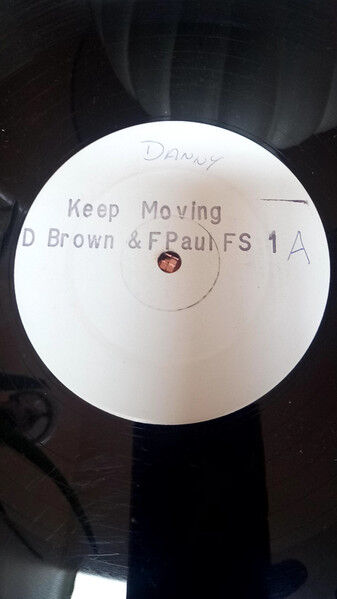 DANNY
Keep Moving
D Brown & F Paul FS 1 A